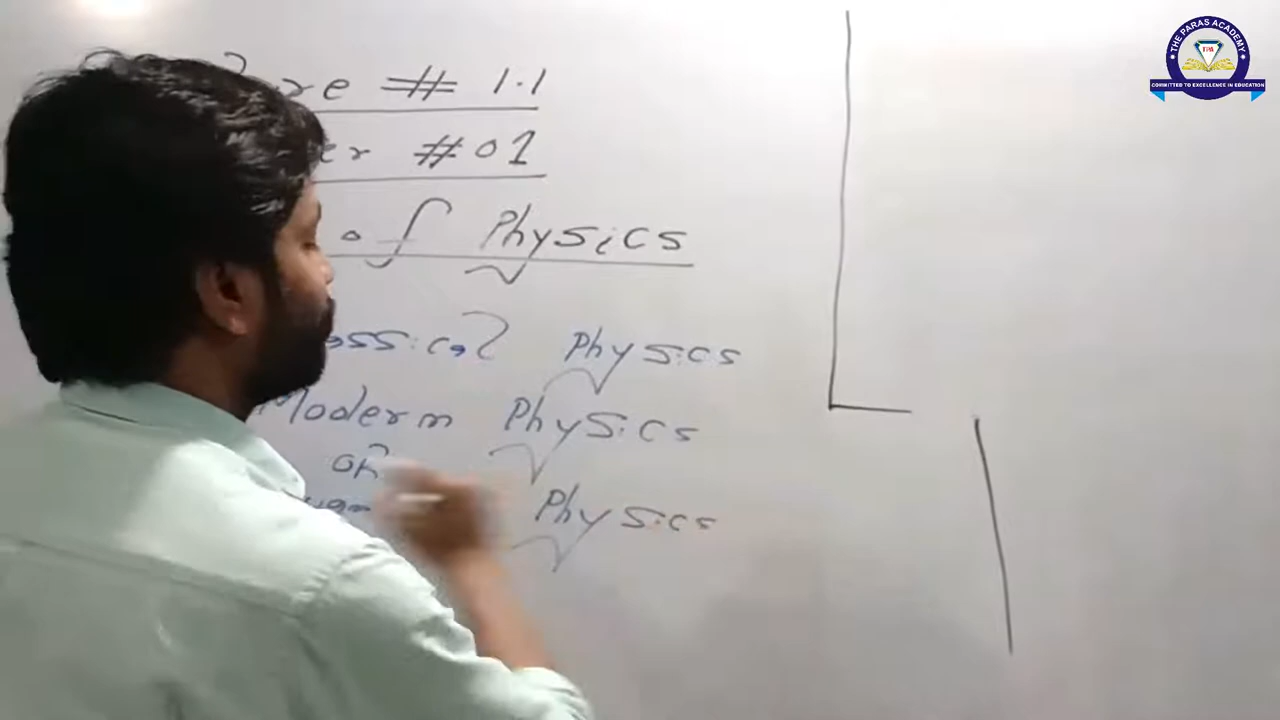 THE PARAS ACADEMY
TPA
COMMITTED TO EXCELLENCE IN EDUCATION
re # 1.1
er # 01
of Physics
ssical Physics
Moderm Physics
OR
Physics